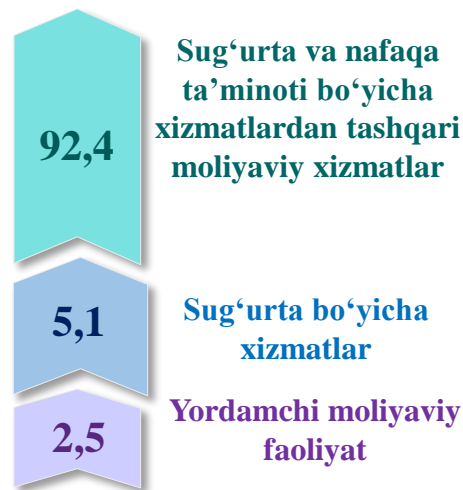 92,4
Sug‘urta va nafaqa
ta’minoti bo‘yicha
xizmatlardan tashqari
moliyaviy xizmatlar
5,1
Sug‘urta bo‘yicha
xizmatlar
2,5
Yordamchi moliyaviy
faoliyat